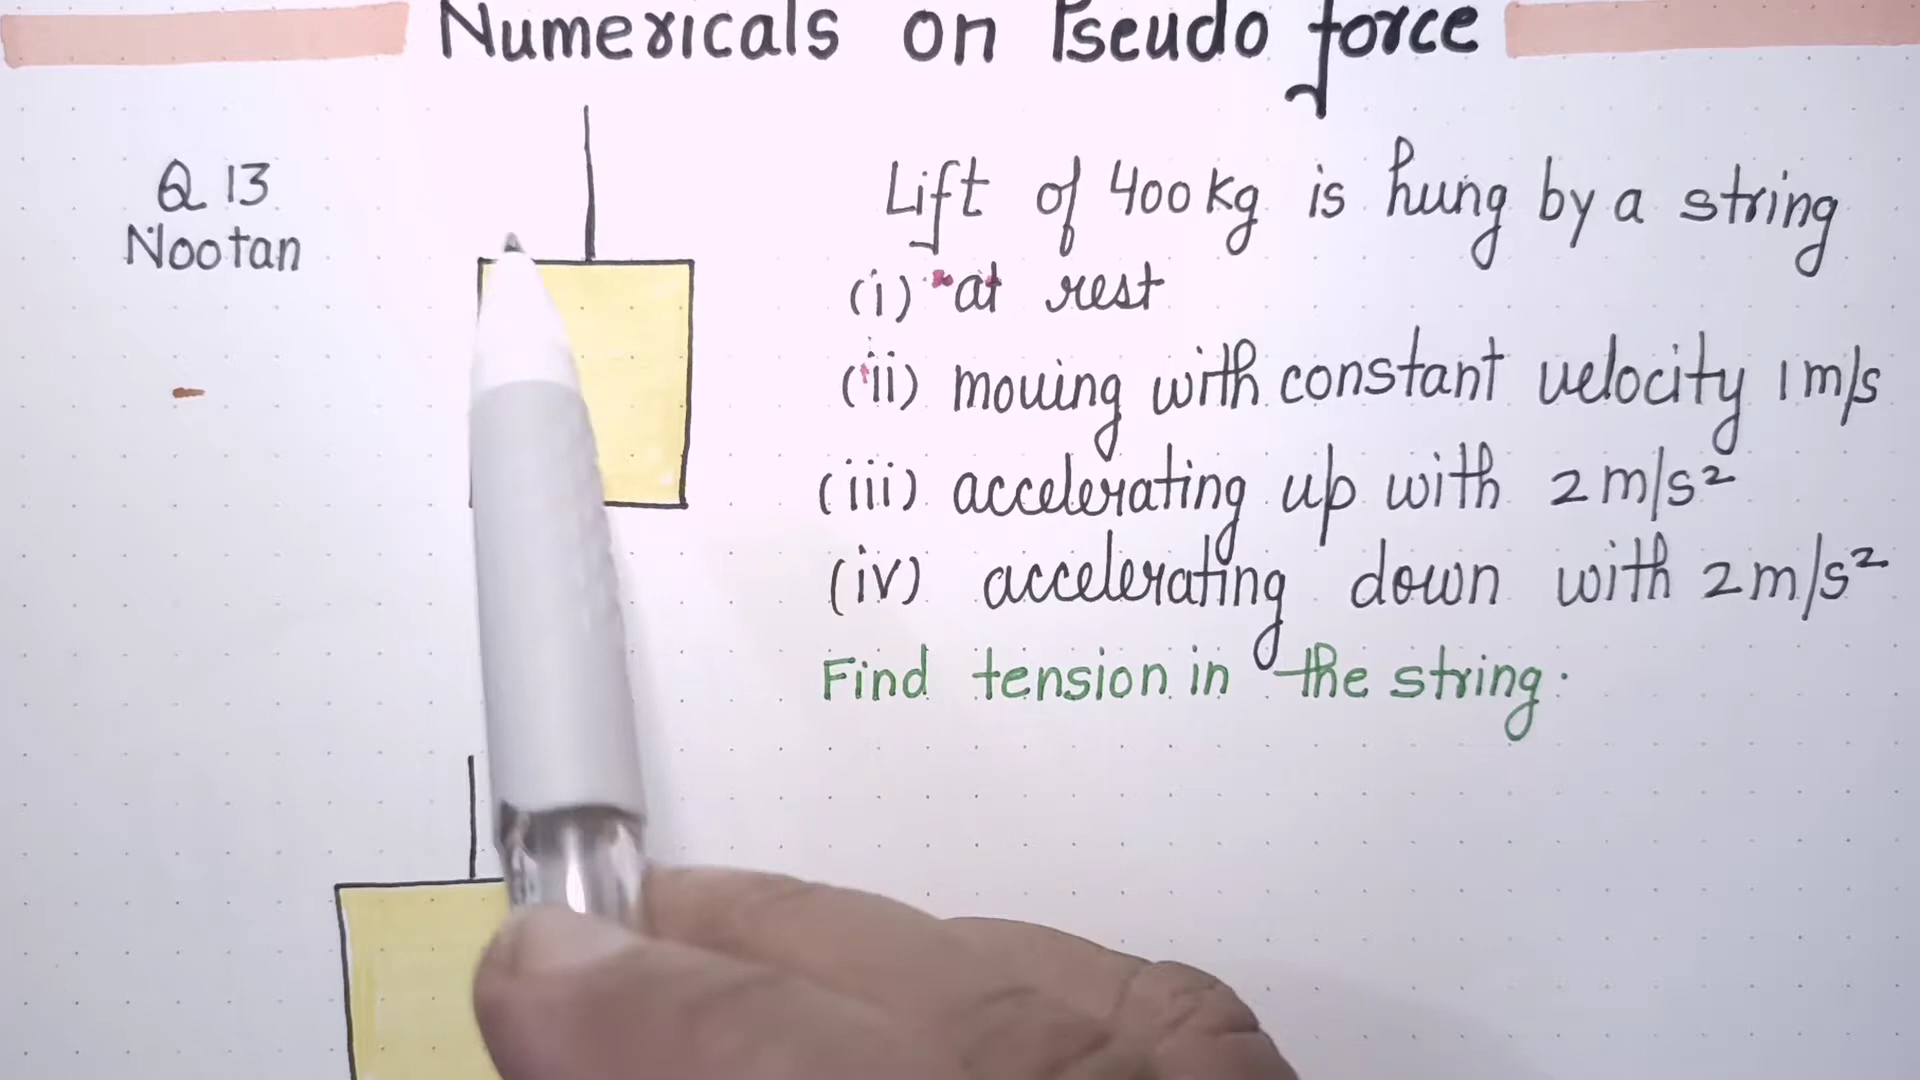 Numericals on Pseudo force
Q 13
Nootan
Lift of 400 kg is hung by a string
(i) at rest
(ii) moving with constant velocity 1 m/s
(iii) accelerating up with 2 m/s²
(iv) accelerating down with 2 m/s²
Find tension in the string.